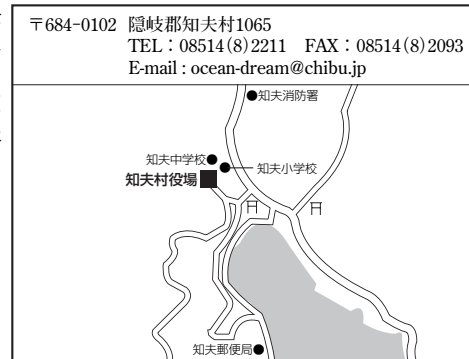 〒684-0102 隠岐郡知夫村1065
TEL：08514(8)2211 FAX：08514(8)2093
E-mail : ocean-dream@chibu.jp
知夫消防署
知夫中学校
知夫小学校
知夫村役場
知夫郵便局